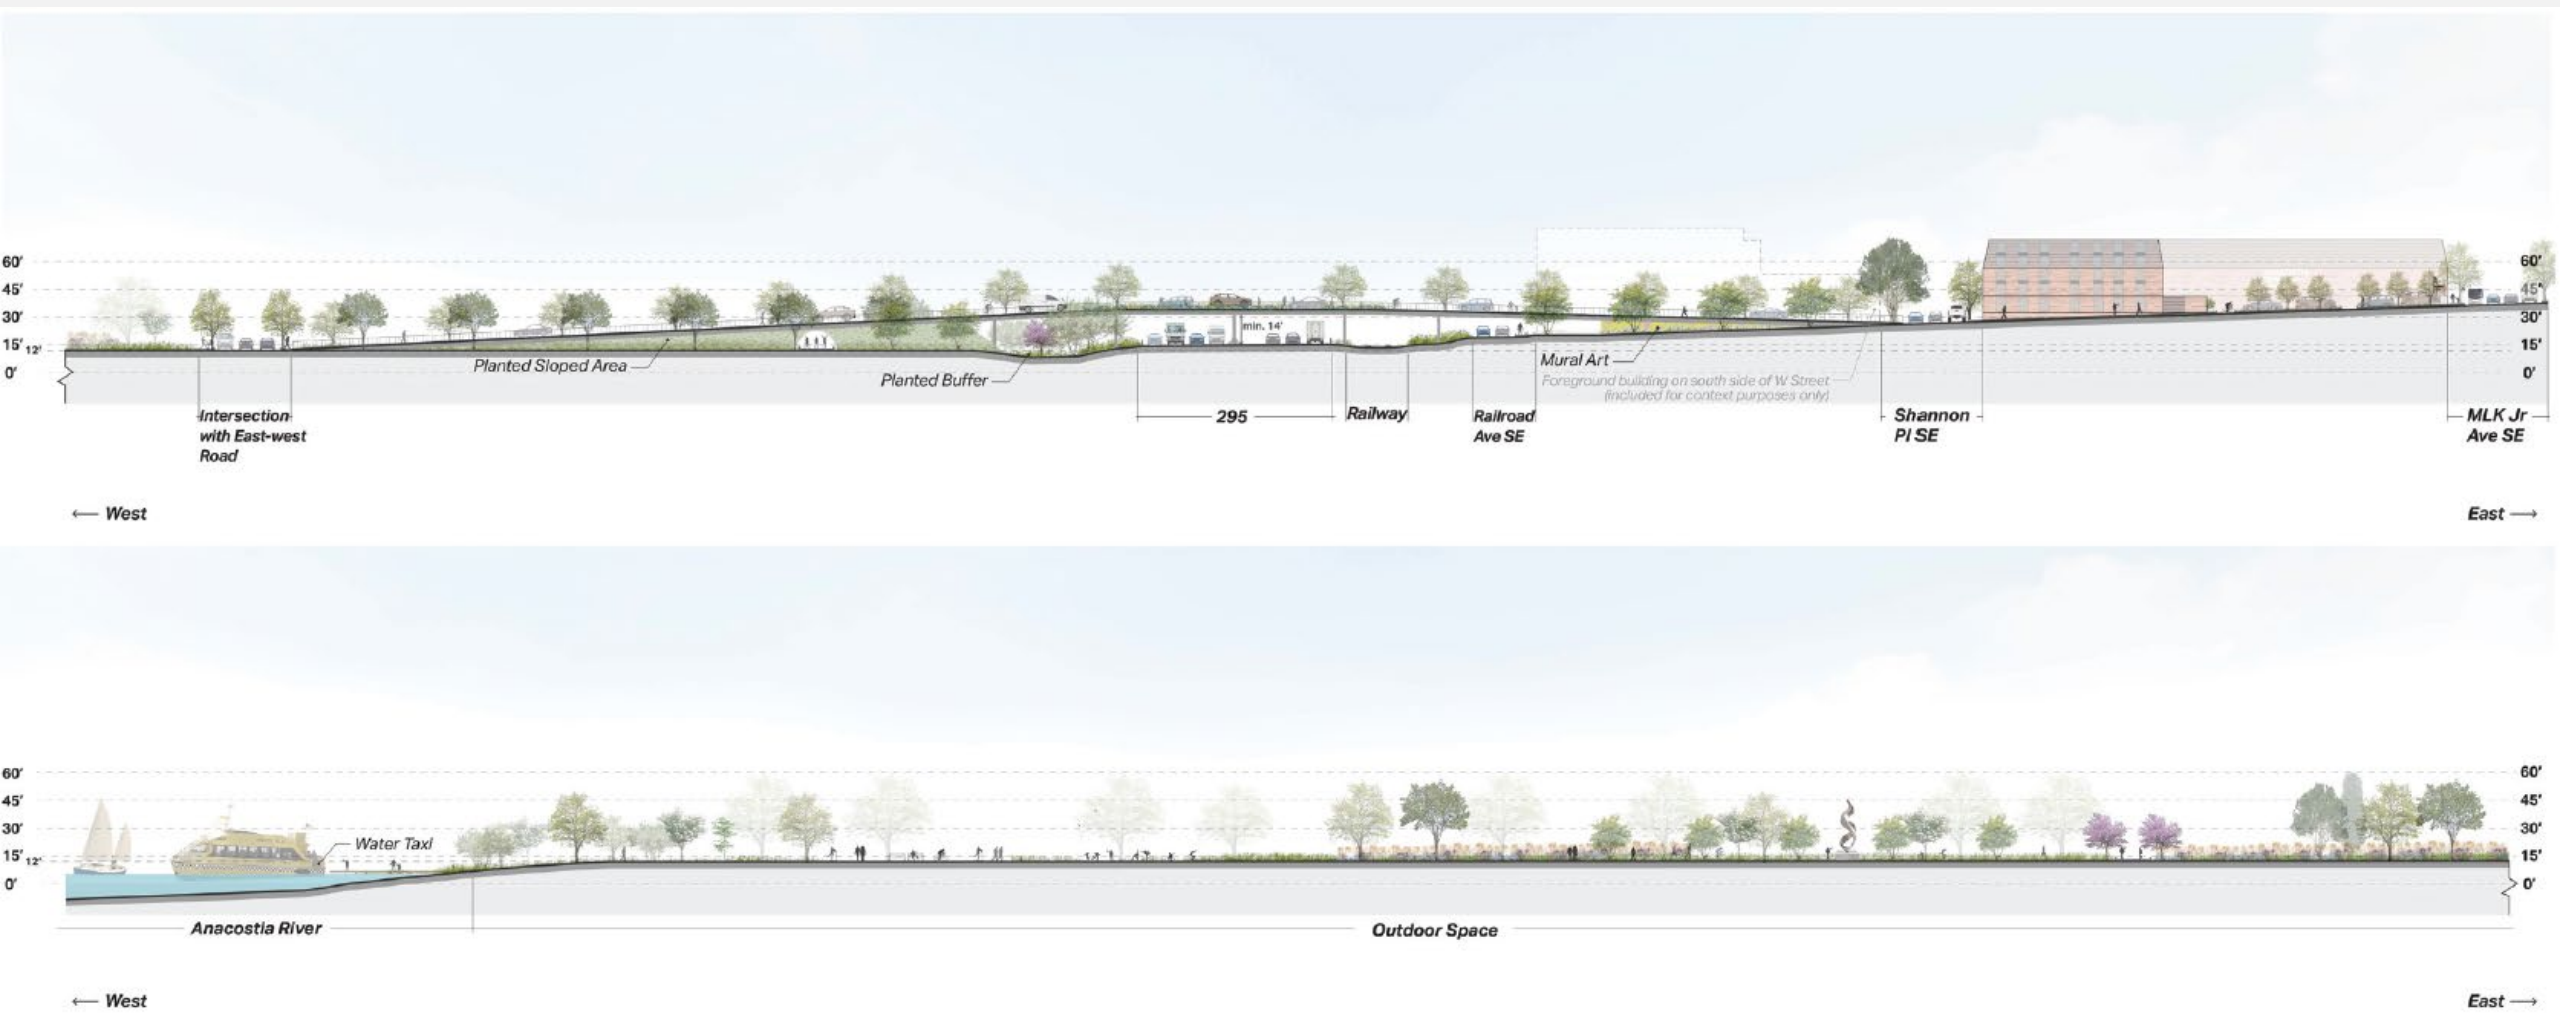 60' 60'
45' 45'
30' 30'
15' 12' 15'
0' 0'
min. 14'
Planted Sloped Area
Planted Buffer
Mural Art
Foreground building on south side of W Street
(included for context purposes only)
Intersection
with East-west
Road
295
Railway
Railroad
Ave SE
Shannon
Pl SE
MLK Jr
Ave SE
← West
East →
60' 60'
45' 45'
30' 30'
15' 12' 15'
0' 0'
Water Taxi
Anacostia River
Outdoor Space
← West
East →